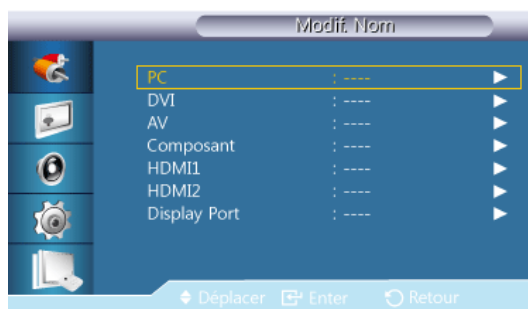 Modif. Nom
PC : ----
DVI : ----
AV : ----
Composant : ----
HDMI1 : ----
HDMI2 : ----
Display Port : ----
Déplacer Enter Retour